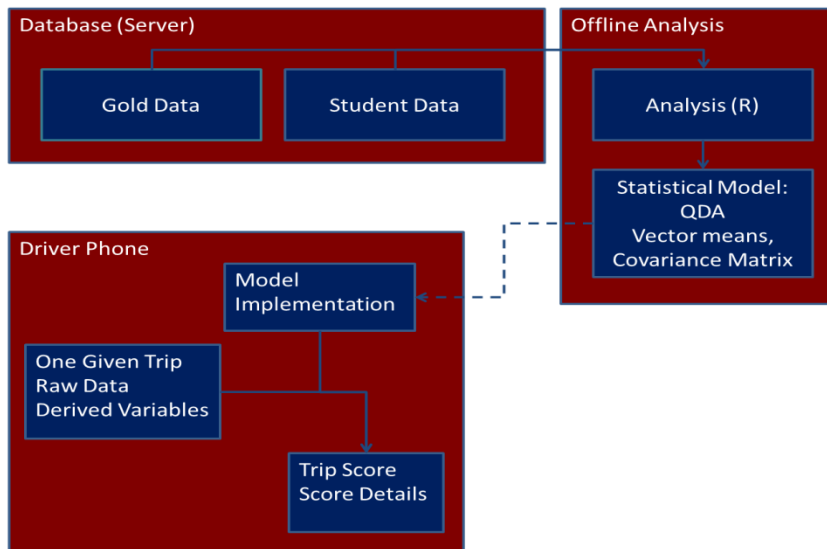 Database (Server)
Gold Data
Student Data
Offline Analysis
Analysis (R)
Statistical Model:
QDA
Vector means,
Covariance Matrix
Driver Phone
Model
Implementation
One Given Trip
Raw Data
Derived Variables
Trip Score
Score Details